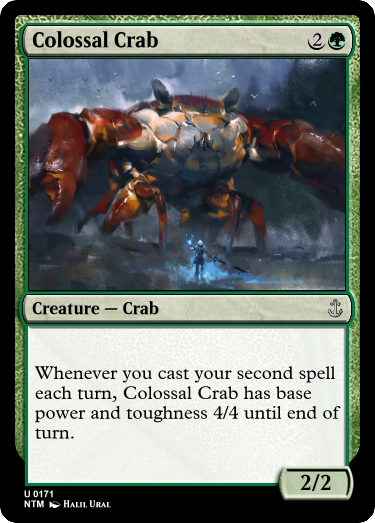 Colossal Crab 2
Creature — Crab
Whenever you cast your second spell
each turn, Colossal Crab has base
power and toughness 4/4 until end of
turn.
2/2
U 0171
NTM Halil Ural